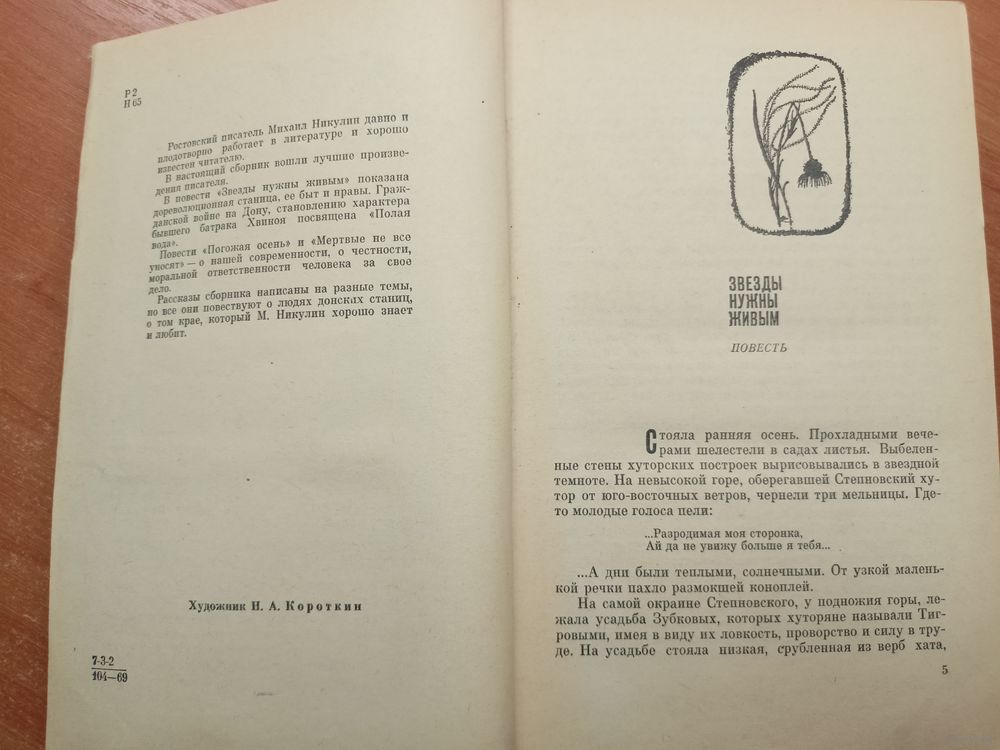 Р2
Н 65
Ростовский писатель Михаил Никулин давно и
плодотворно работает в литературе и хорошо
известен читателю.
В настоящий сборник вошли лучшие произве-
дения писателя.
В повести «Звезды нужны живым» показана
дореволюционная станица, ее быт и нравы. Граж-
данской войне на Дону, становлению характера
бывшего батрака Хвиноя посвящена «Полая
вода».
Повести «Погожая осень» и «Мертвые не все
уносят» — о нашей современности, о честности,
моральной ответственности человека за свое
дело.
Рассказы сборника написаны на разные темы,
но все они повествуют о людях донских станиц,
о том крае, который М. Никулин хорошо знает
и любит.
Художник И. А. Короткин
7-3-2
104—69
ЗВЕЗДЫ
НУЖНЫ
ЖИВЫМ
ПОВЕСТЬ
Стояла ранняя осень. Прохладными вече-
рами шелестели в садах листья. Выбелен-
ные стены хуторских построек вырисовывались в звездной
темноте. На невысокой горе, оберегавшей Степновский ху-
тор от юго-восточных ветров, чернели три мельницы. Где-
то молодые голоса пели:
...Разродимая моя сторонка,
Ай да не увижу больше я тебя...
...А дни были теплыми, солнечными. От узкой малень-
кой речки пахло размокшей коноплей.
На самой окраине Степновского, у подножия горы, ле-
жала усадьба Зубковых, которых хуторяне называли Тиг-
ровыми, имея в виду их ловкость, проворство и силу в тру-
де. На усадьбе стояла низкая, срубленная из верб хата,
5